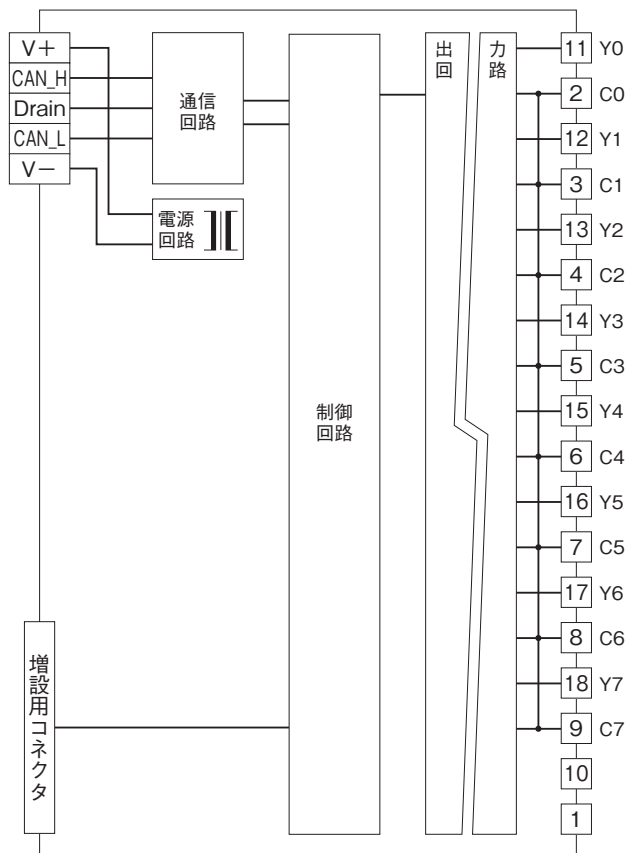 V+
CAN_H
Drain
CAN_L
V−
通信
回路
電源
回路
制御
回路
出力
回路
増設用コネクタ
11 Y0
2 C0
12 Y1
3 C1
13 Y2
4 C2
14 Y3
5 C3
15 Y4
6 C4
16 Y5
7 C5
17 Y6
8 C6
18 Y7
9 C7
10
1